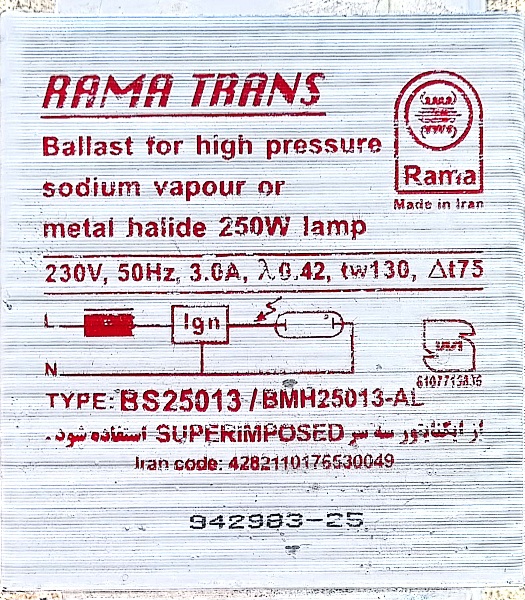 RAMA TRANS
Ballast for high pressure
sodium vapour or
metal halide 250W lamp
Rama
Made in Iran
230V, 50Hz, 3.0A, λ0.42, tw130, Δt75
L
Ign
N
TYPE: BS25013 / BMH25013-AL
از ایگنایتور سه سر SUPERIMPOSED استفاده شود.
Iran code: 4282110176530049
942983-25